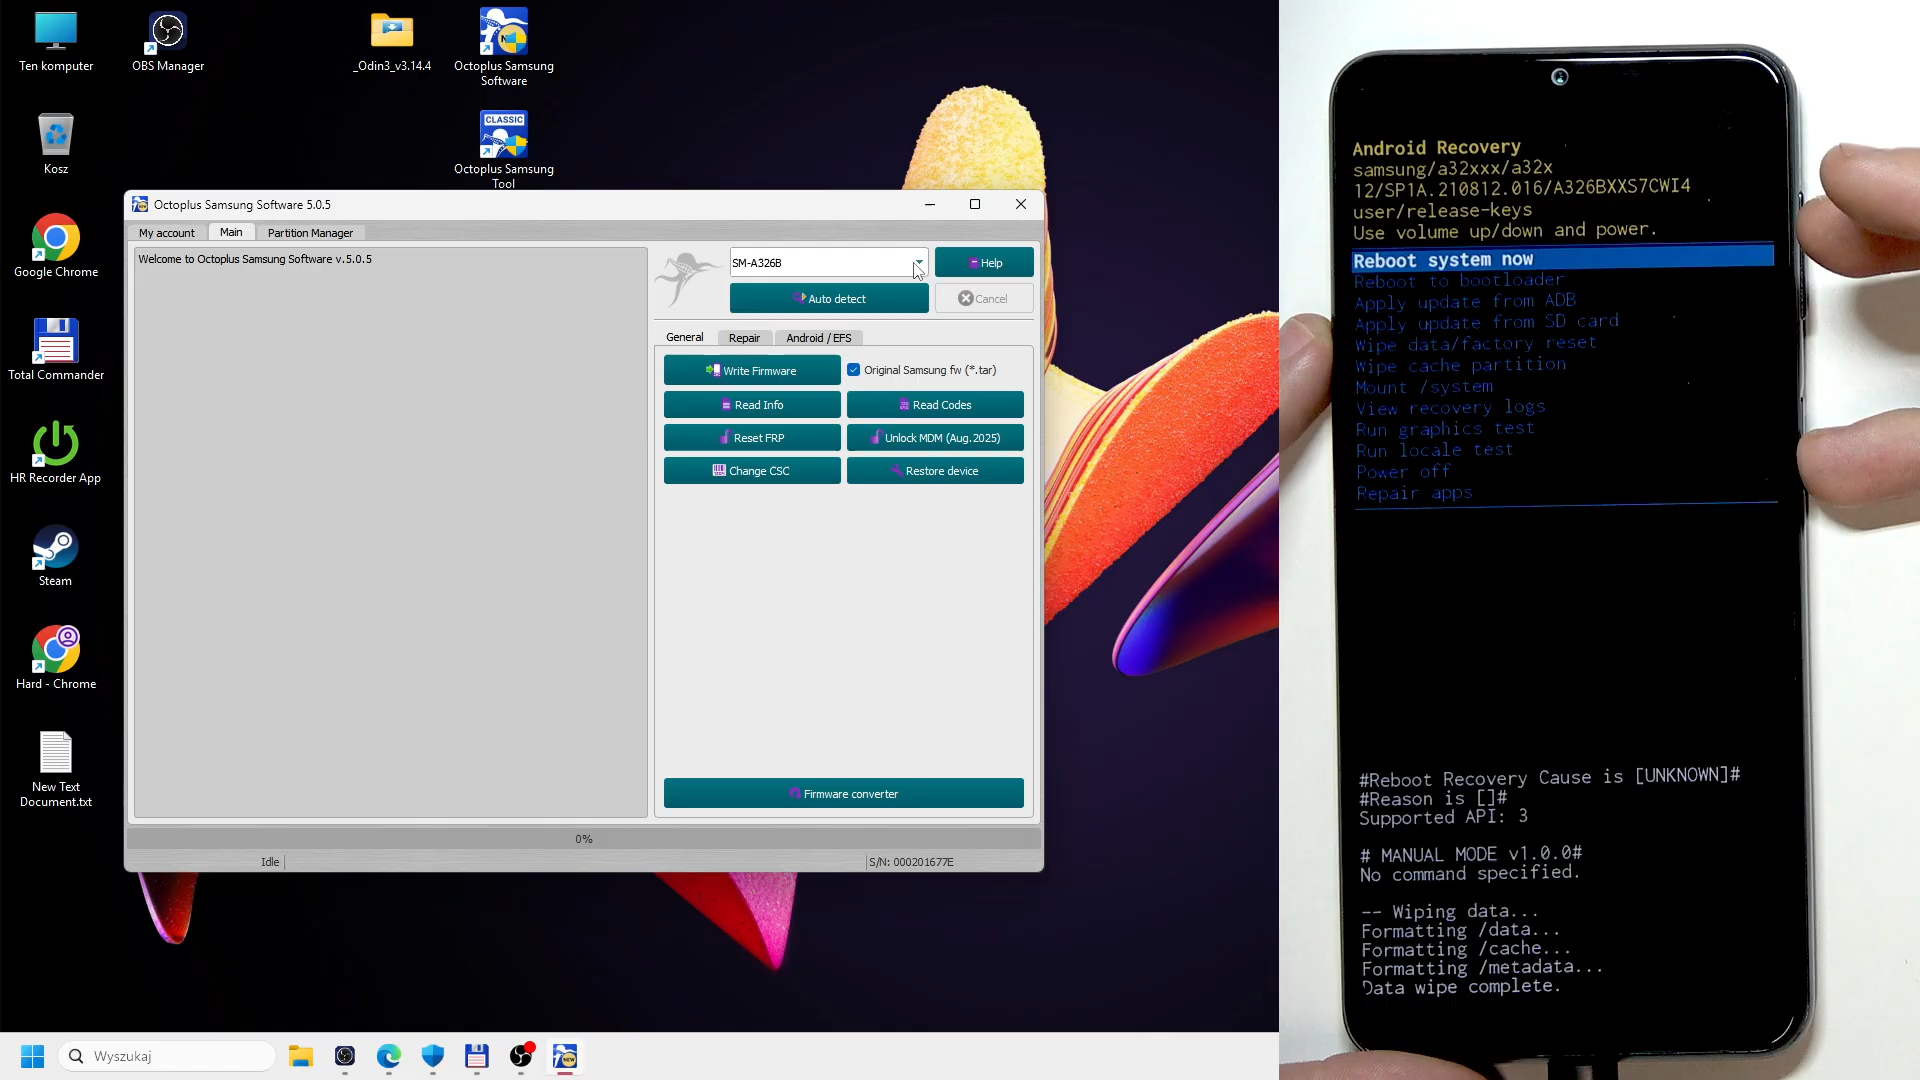 Ten komputer
OBS Manager
_Odin3_v3.14.4
Octoplus Samsung
Software
Kosz
CLASSIC
Octoplus Samsung
Tool
Google Chrome
Total Commander
HR Recorder App
Steam
Hard - Chrome
New Text
Document.txt
Octoplus Samsung Software 5.0.5
My account
Main
Partition Manager
Welcome to Octoplus Samsung Software v.5.0.5
SM-A326B
Help
Auto detect
Cancel
General
Repair
Android / EFS
Write Firmware
Original Samsung fw (*.tar)
Read Info
Read Codes
Reset FRP
Unlock MDM (Aug.2025)
Change CSC
Restore device
Firmware converter
0%
Idle
S/N: 000201677E
Wyszukaj
NEW
Android Recovery
samsung/a32xxx/a32x
12/SP1A.210812.016/A326BXXS7CWI4
user/release-keys
Use volume up/down and power.
Reboot system now
Reboot to bootloader
Apply update from ADB
Apply update from SD card
Wipe data/factory reset
Wipe cache partition
Mount /system
View recovery logs
Run graphics test
Run locale test
Power off
Repair apps
#Reboot Recovery Cause is [UNKNOWN]#
#Reason is []#
Supported API: 3
# MANUAL MODE v1.0.0#
No command specified.
-- Wiping data...
Formatting /data...
Formatting /cache...
Formatting /metadata...
Data wipe complete.